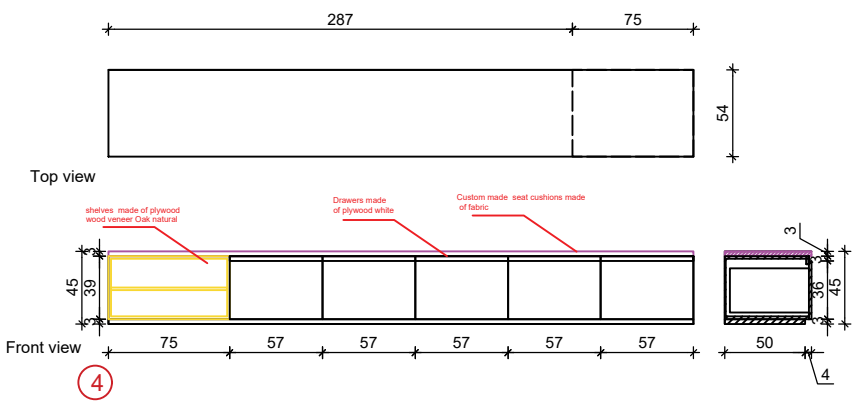 287
75
54
Top view
shelves made of plywood
wood veneer Oak natural
Drawers made
of plywood white
Custom made seat cushions made
of fabric
3
45
3
39
3
3
3
36
3
45
Front view
75
57
57
57
57
57
50
4
4